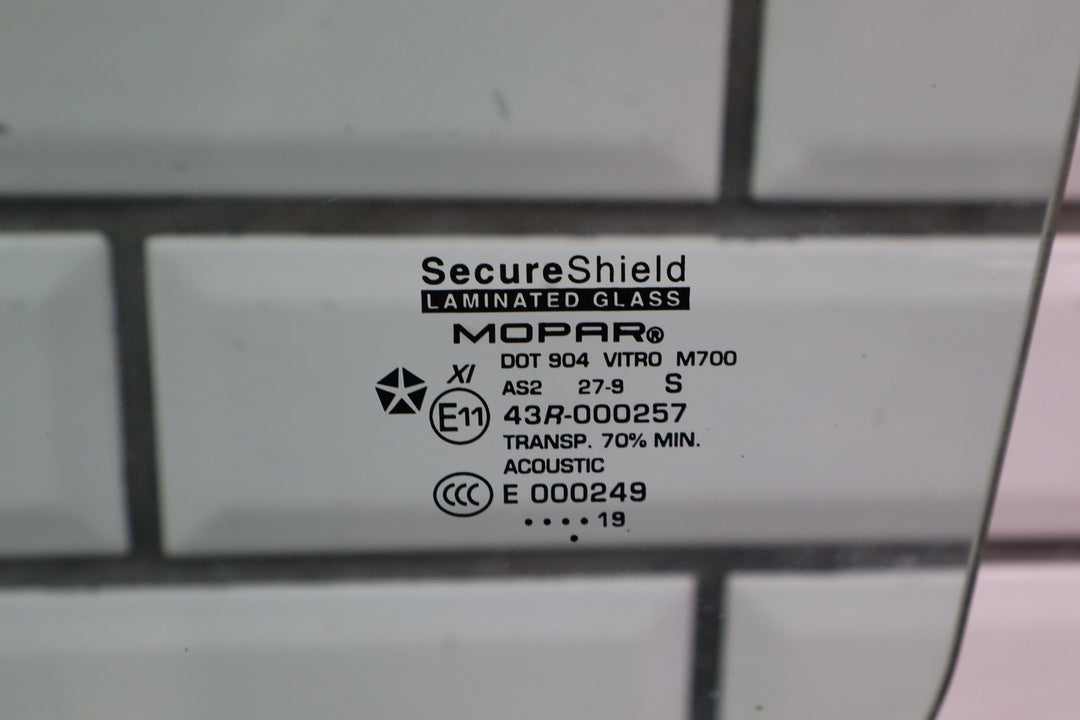 SecureShield
LAMINATED GLASS
MOPAR®
DOT 904 VITRO M700
XI
AS2 27-9 S
E11 43R-000257
TRANSP. 70% MIN.
ACOUSTIC
CCC E 000249
••••19
•